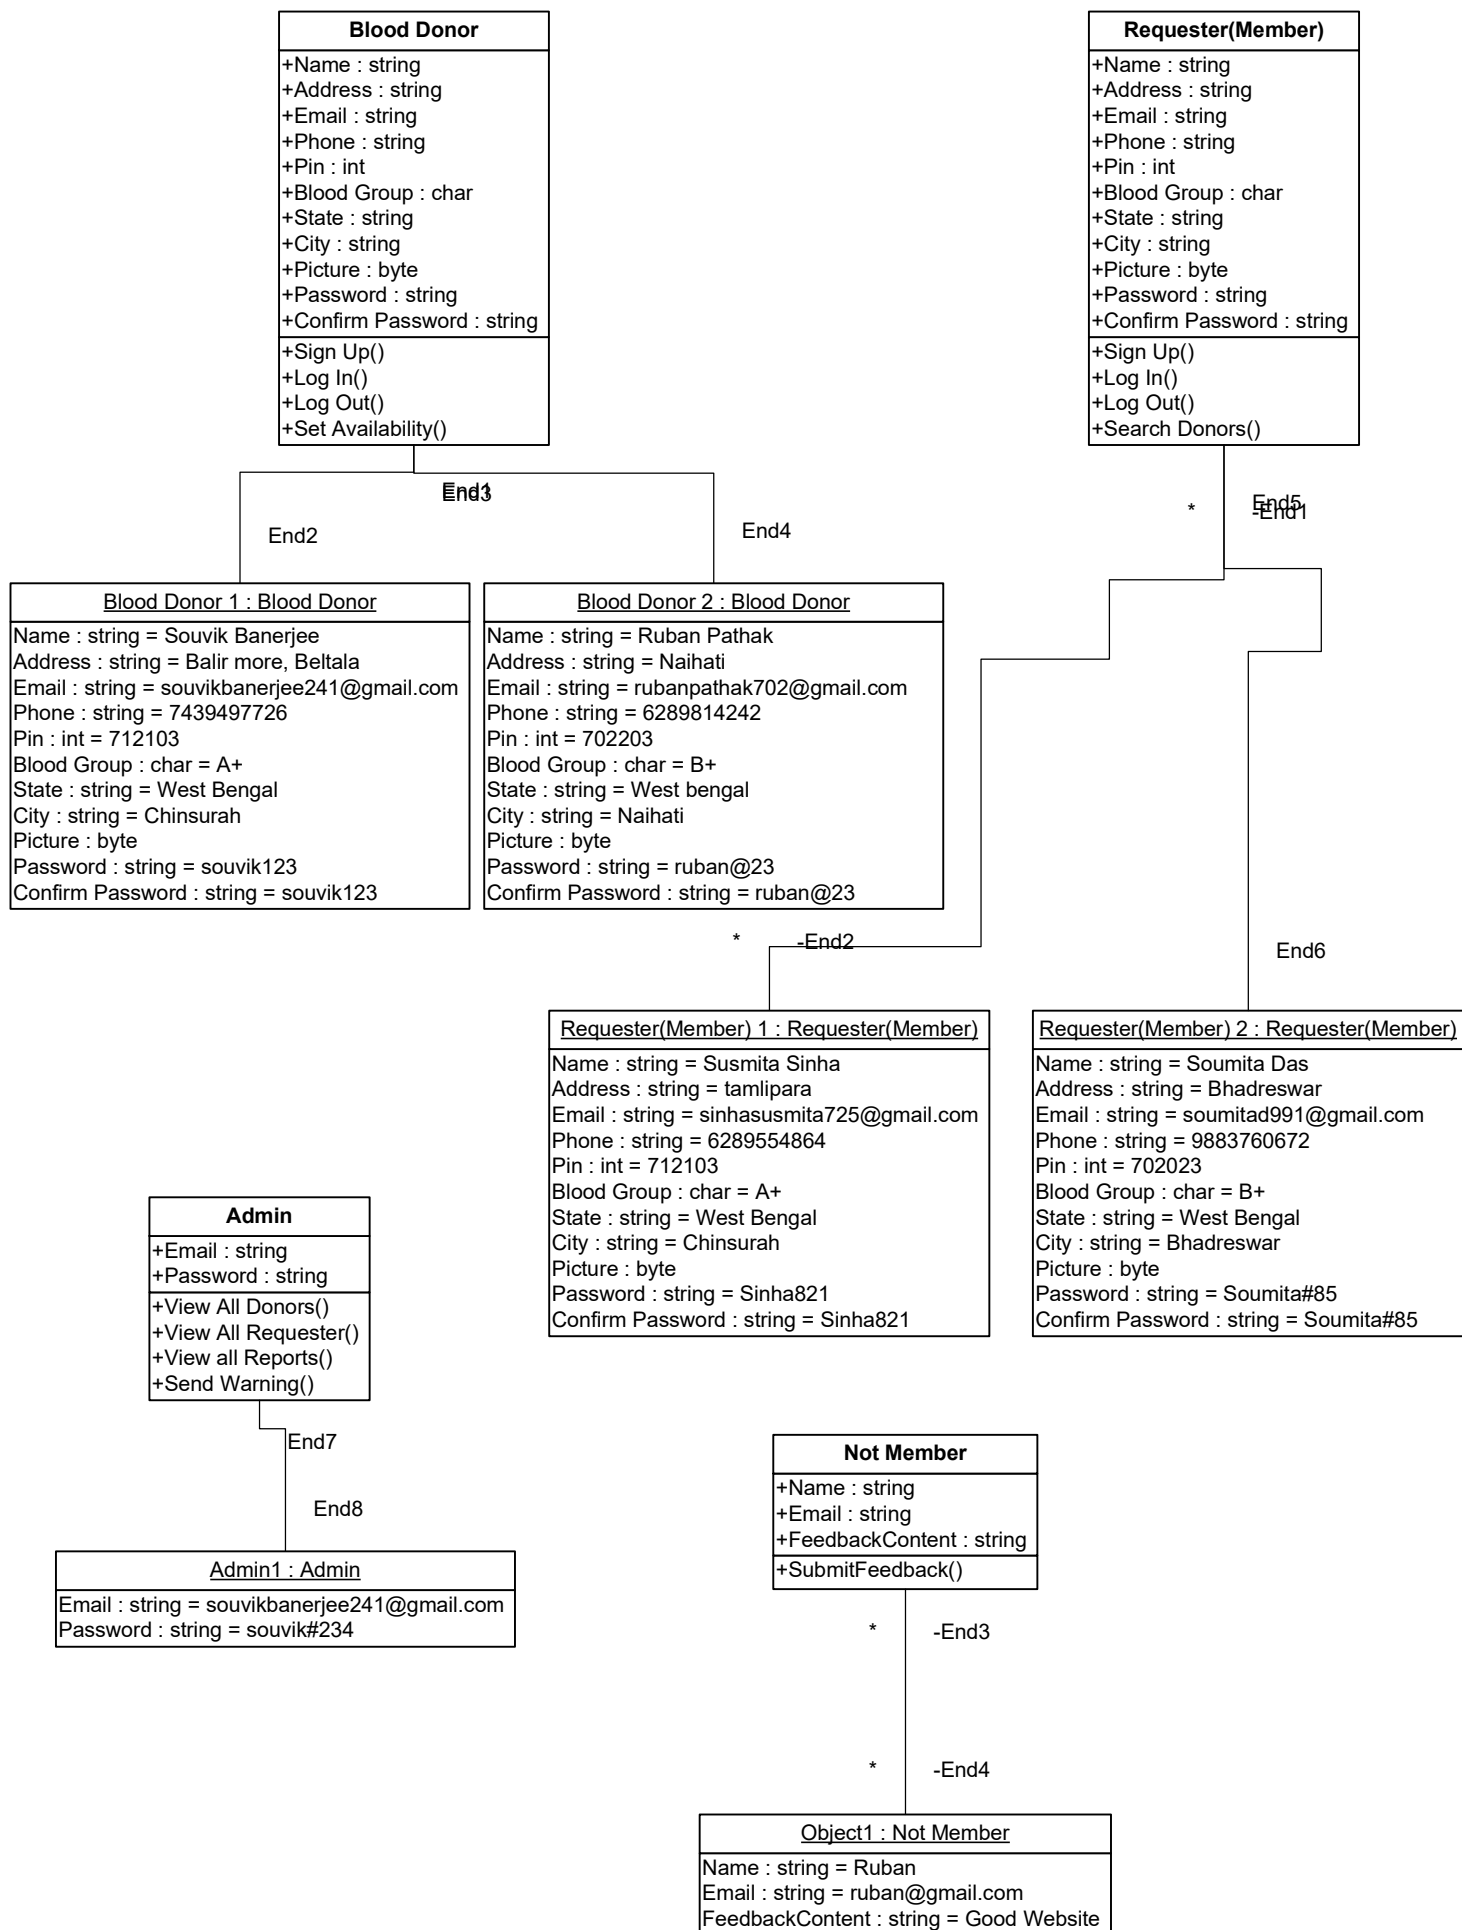 Blood Donor
+Name : string
+Address : string
+Email : string
+Phone : string
+Pin : int
+Blood Group : char
+State : string
+City : string
+Picture : byte
+Password : string
+Confirm Password : string
+Sign Up()
+Log In()
+Log Out()
+Set Availability()
Requester(Member)
+Name : string
+Address : string
+Email : string
+Phone : string
+Pin : int
+Blood Group : char
+State : string
+City : string
+Picture : byte
+Password : string
+Confirm Password : string
+Sign Up()
+Log In()
+Log Out()
+Search Donors()
End1
End3
End2
End4
*
End5
-End1
Blood Donor 1 : Blood Donor
Name : string = Souvik Banerjee
Address : string = Balir more, Beltala
Email : string = souvikbanerjee241@gmail.com
Phone : string = 7439497726
Pin : int = 712103
Blood Group : char = A+
State : string = West Bengal
City : string = Chinsurah
Picture : byte
Password : string = souvik123
Confirm Password : string = souvik123
Blood Donor 2 : Blood Donor
Name : string = Ruban Pathak
Address : string = Naihati
Email : string = rubanpathak702@gmail.com
Phone : string = 6289814242
Pin : int = 702203
Blood Group : char = B+
State : string = West bengal
City : string = Naihati
Picture : byte
Password : string = ruban@23
Confirm Password : string = ruban@23
*
-End2
End6
Requester(Member) 1 : Requester(Member)
Name : string = Susmita Sinha
Address : string = tamlipara
Email : string = sinhasusmita725@gmail.com
Phone : string = 6289554864
Pin : int = 712103
Blood Group : char = A+
State : string = West Bengal
City : string = Chinsurah
Picture : byte
Password : string = Sinha821
Confirm Password : string = Sinha821
Requester(Member) 2 : Requester(Member)
Name : string = Soumita Das
Address : string = Bhadreswar
Email : string = soumitad991@gmail.com
Phone : string = 9883760672
Pin : int = 702023
Blood Group : char = B+
State : string = West Bengal
City : string = Bhadreswar
Picture : byte
Password : string = Soumita#85
Confirm Password : string = Soumita#85
Admin
+Email : string
+Password : string
+View All Donors()
+View All Requester()
+View all Reports()
+Send Warning()
End7
End8
Admin1 : Admin
Email : string = souvikbanerjee241@gmail.com
Password : string = souvik#234
Not Member
+Name : string
+Email : string
+FeedbackContent : string
+SubmitFeedback()
*
-End3
*
-End4
Object1 : Not Member
Name : string = Ruban
Email : string = ruban@gmail.com
FeedbackContent : string = Good Website